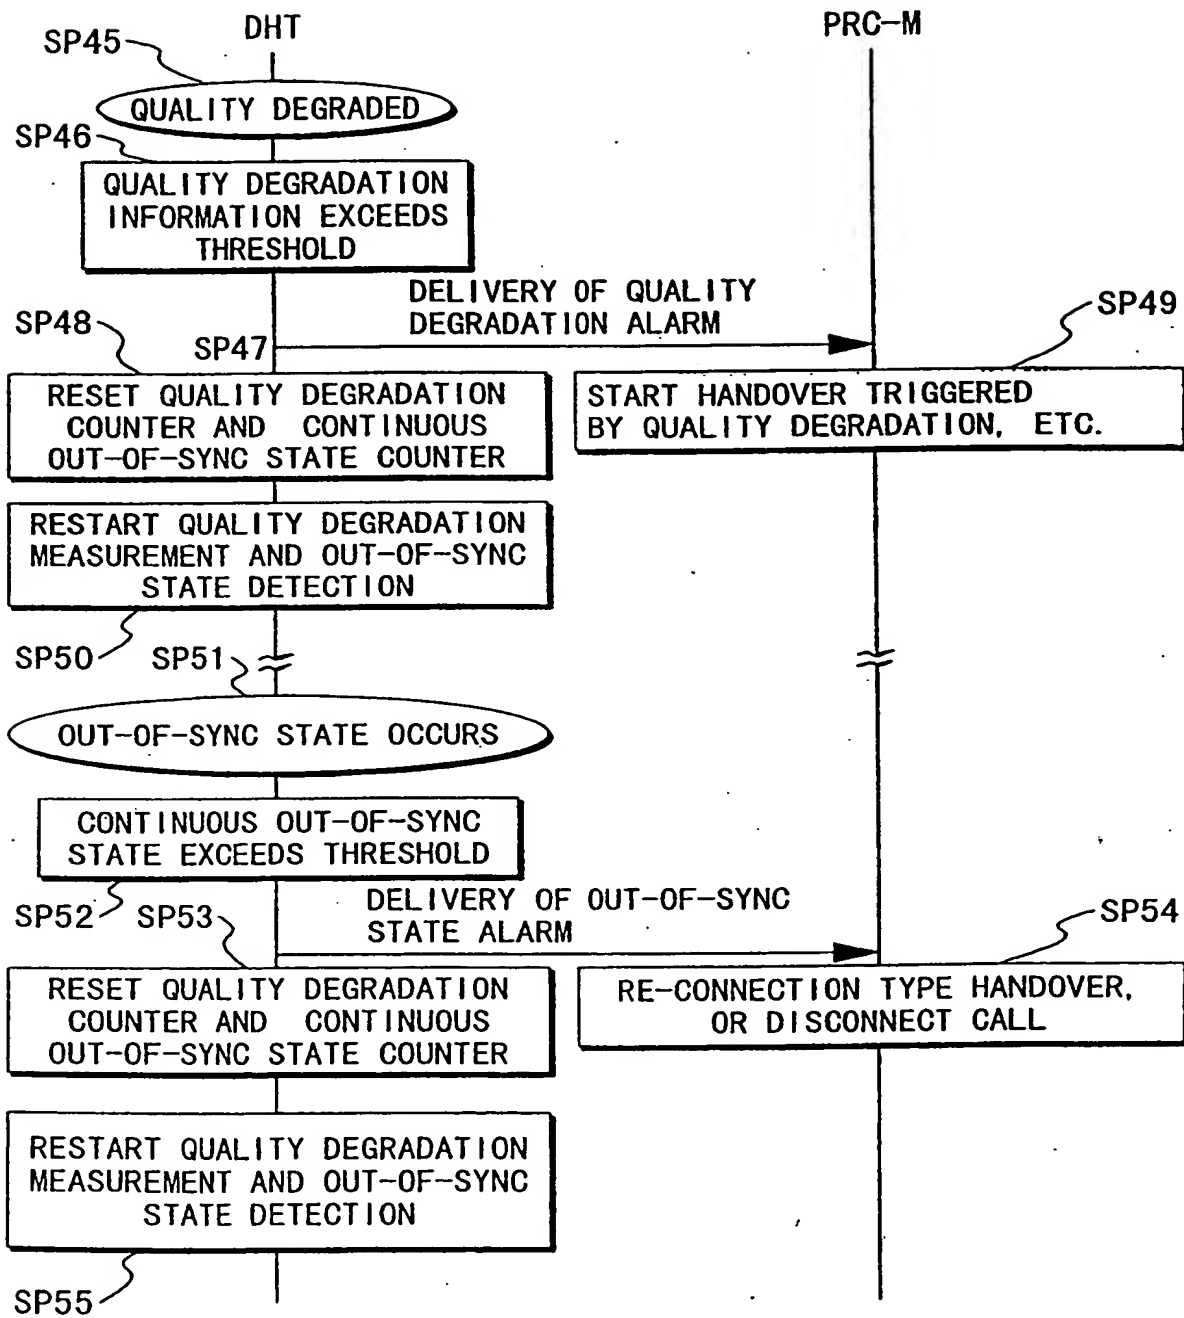 DHT
PRC-M
SP45
QUALITY DEGRADED
SP46
QUALITY DEGRADATION
INFORMATION EXCEEDS
THRESHOLD
DELIVERY OF QUALITY
DEGRADATION ALARM
SP47
SP48
SP49
RESET QUALITY DEGRADATION
COUNTER AND CONTINUOUS
OUT-OF-SYNC STATE COUNTER
START HANDOVER TRIGGERED
BY QUALITY DEGRADATION, ETC.
RESTART QUALITY DEGRADATION
MEASUREMENT AND OUT-OF-SYNC
STATE DETECTION
SP50
SP51
OUT-OF-SYNC STATE OCCURS
CONTINUOUS OUT-OF-SYNC
STATE EXCEEDS THRESHOLD
SP52
SP53
DELIVERY OF OUT-OF-SYNC
STATE ALARM
SP54
RESET QUALITY DEGRADATION
COUNTER AND CONTINUOUS
OUT-OF-SYNC STATE COUNTER
RE-CONNECTION TYPE HANDOVER,
OR DISCONNECT CALL
RESTART QUALITY DEGRADATION
MEASUREMENT AND OUT-OF-SYNC
STATE DETECTION
SP55